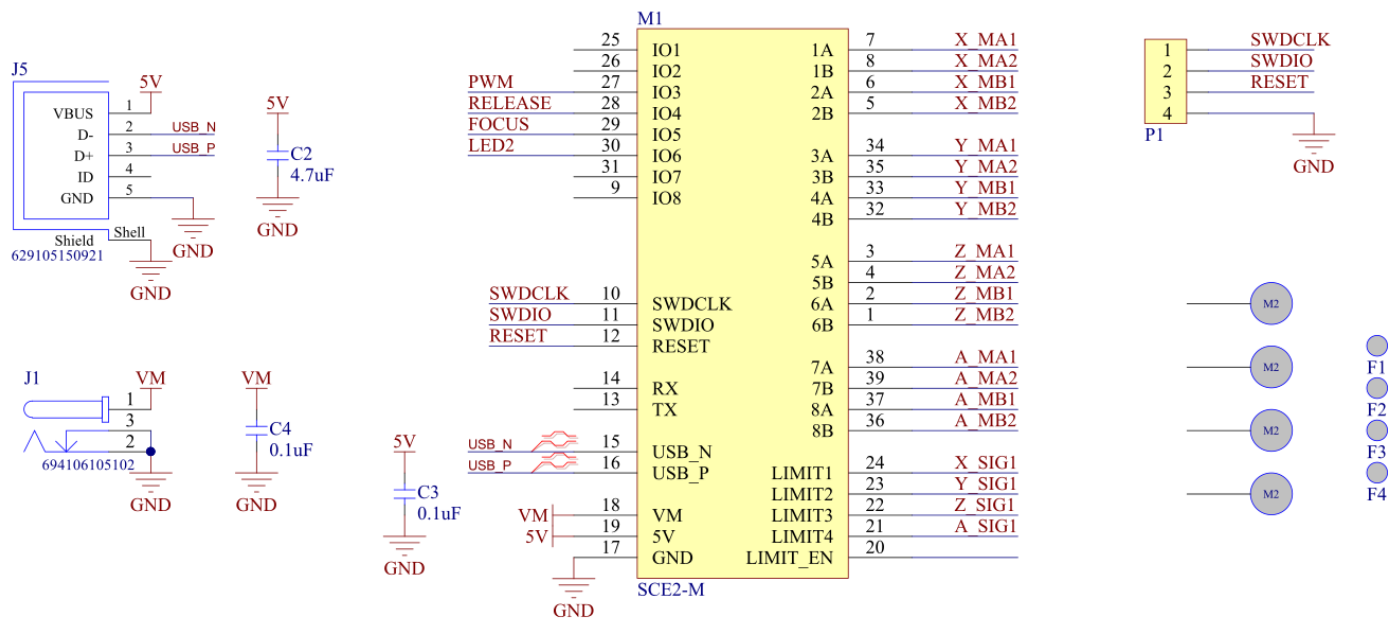 J5
5V
VBUS 1
D- 2 USB_N
D+ 3 USB_P
ID 4
GND 5
GND
Shield Shell
629105150921
GND
5V
C2
4.7uF
GND
J1
VM
1
3
2
694106105102
GND
VM
C4
0.1uF
GND
5V
C3
0.1uF
GND
M1
25 IO1
26 IO2
PWM 27 IO3
RELEASE 28 IO4
FOCUS 29 IO5
LED2 30 IO6
31 IO7
9 IO8
SWDCLK 10 SWDCLK
SWDIO 11 SWDIO
RESET 12 RESET
14 RX
13 TX
USB_N 15 USB_N
USB_P 16 USB_P
VM 18 VM
5V 19 5V
17 GND
GND
1A 7 X_MA1
1B 8 X_MA2
2A 6 X_MB1
2B 5 X_MB2
3A 34 Y_MA1
3B 35 Y_MA2
4A 33 Y_MB1
4B 32 Y_MB2
5A 3 Z_MA1
5B 4 Z_MA2
6A 2 Z_MB1
6B 1 Z_MB2
7A 38 A_MA1
7B 39 A_MA2
8A 37 A_MB1
8B 36 A_MB2
LIMIT1 24 X_SIG1
LIMIT2 23 Y_SIG1
LIMIT3 22 Z_SIG1
LIMIT4 21 A_SIG1
LIMIT_EN 20
SCE2-M
1 SWDCLK
2 SWDIO
3 RESET
4
P1
GND
M2
M2
M2
M2
F1
F2
F3
F4